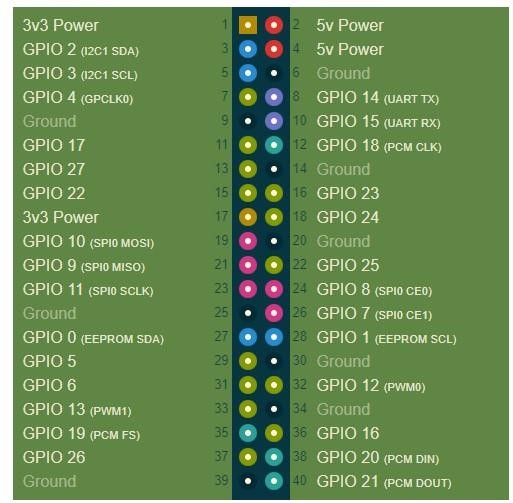 3v3 Power 1 2 5v Power
GPIO 2 (I2C1 SDA) 3 4 5v Power
GPIO 3 (I2C1 SCL) 5 6 Ground
GPIO 4 (GPCLK0) 7 8 GPIO 14 (UART TX)
Ground 9 10 GPIO 15 (UART RX)
GPIO 17 11 12 GPIO 18 (PCM CLK)
GPIO 27 13 14 Ground
GPIO 22 15 16 GPIO 23
3v3 Power 17 18 GPIO 24
GPIO 10 (SPI0 MOSI) 19 20 Ground
GPIO 9 (SPI0 MISO) 21 22 GPIO 25
GPIO 11 (SPI0 SCLK) 23 24 GPIO 8 (SPI0 CE0)
Ground 25 26 GPIO 7 (SPI0 CE1)
GPIO 0 (EEPROM SDA) 27 28 GPIO 1 (EEPROM SCL)
GPIO 5 29 30 Ground
GPIO 6 31 32 GPIO 12 (PWM0)
GPIO 13 (PWM1) 33 34 Ground
GPIO 19 (PCM FS) 35 36 GPIO 16
GPIO 26 37 38 GPIO 20 (PCM DIN)
Ground 39 40 GPIO 21 (PCM DOUT)